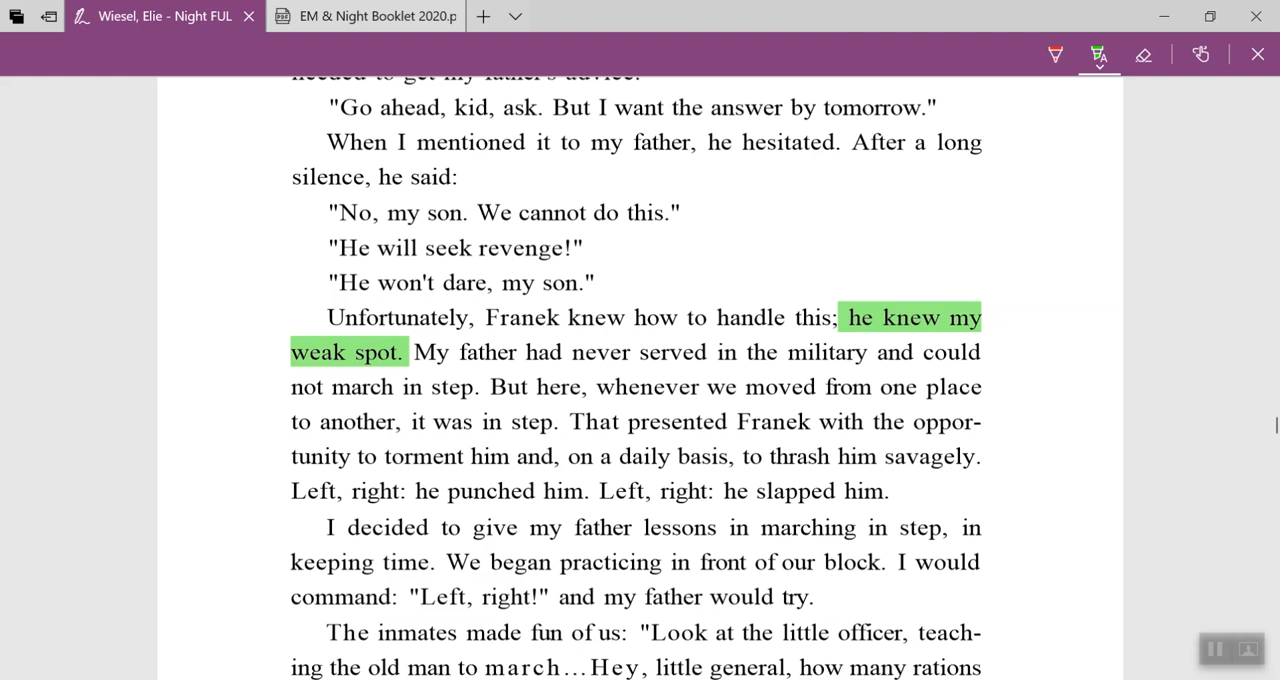 Wiesel, Elie - Night FUL
EM & Night Booklet 2020.p
needed to get my father's advice.
"Go ahead, kid, ask. But I want the answer by tomorrow."
When I mentioned it to my father, he hesitated. After a long
silence, he said:
"No, my son. We cannot do this."
"He will seek revenge!"
"He won't dare, my son."
Unfortunately, Franek knew how to handle this; he knew my
weak spot. My father had never served in the military and could
not march in step. But here, whenever we moved from one place
to another, it was in step. That presented Franek with the oppor-
tunity to torment him and, on a daily basis, to thrash him savagely.
Left, right: he punched him. Left, right: he slapped him.
I decided to give my father lessons in marching in step, in
keeping time. We began practicing in front of our block. I would
command: "Left, right!" and my father would try.
The inmates made fun of us: "Look at the little officer, teach-
ing the old man to march... Hey, little general, how many rations